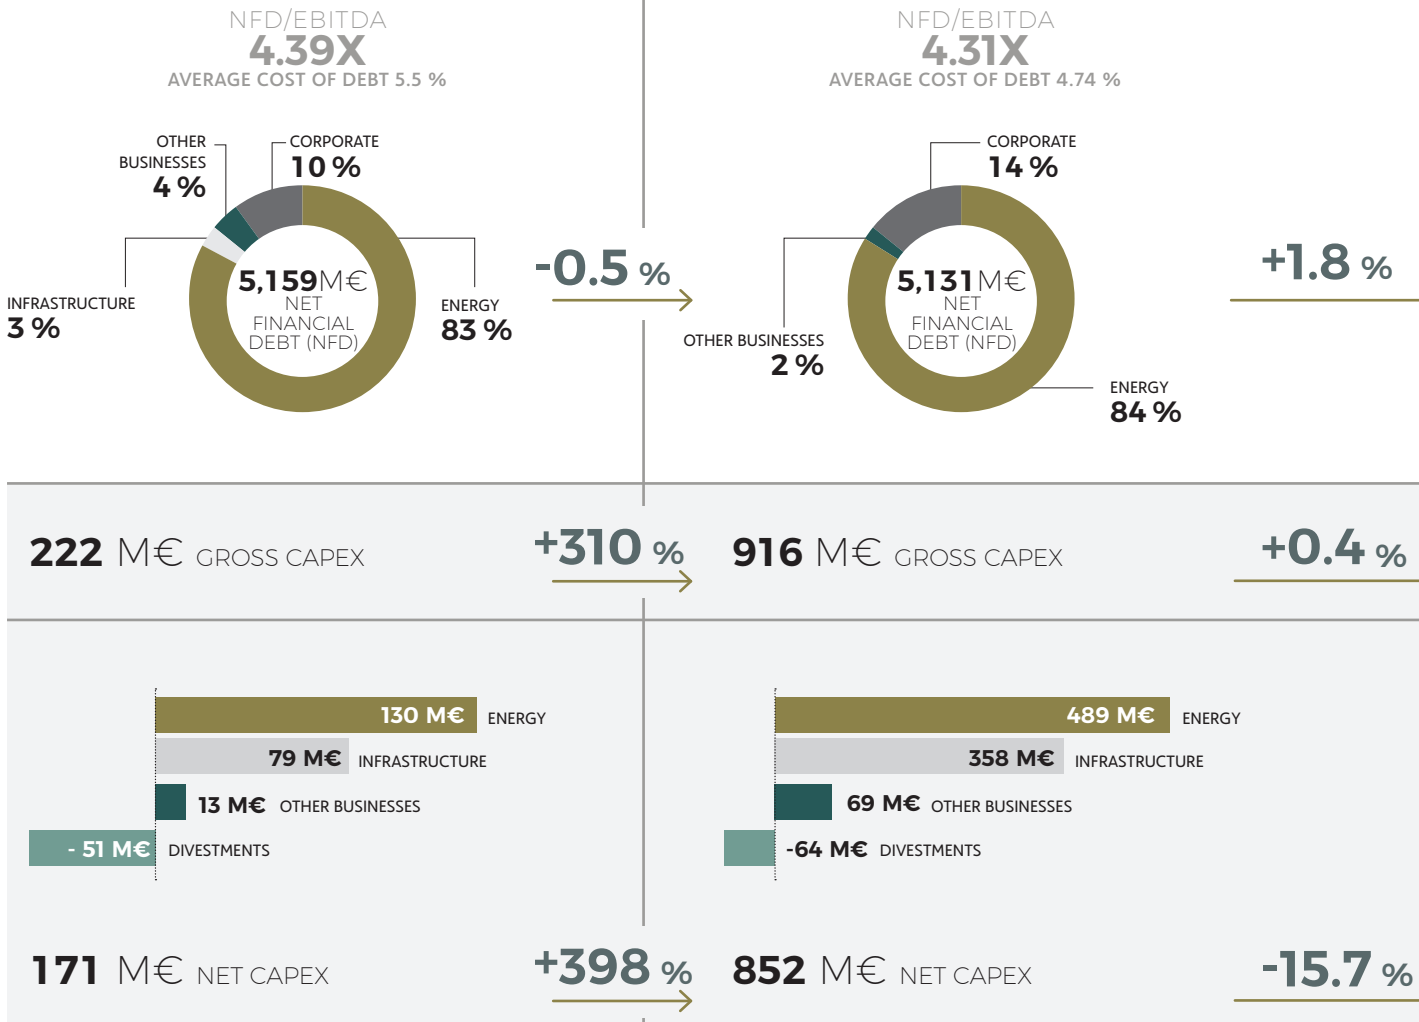 NFD/EBITDA
4.39X
AVERAGE COST OF DEBT 5.5 %
OTHER
BUSINESSES
4 %
CORPORATE
10 %
INFRASTRUCTURE
3 %
5,159M€
NET
FINANCIAL
DEBT (NFD)
ENERGY
83 %
-0.5 %
NFD/EBITDA
4.31X
AVERAGE COST OF DEBT 4.74 %
CORPORATE
14 %
OTHER BUSINESSES
2 %
5,131M€
NET
FINANCIAL
DEBT (NFD)
ENERGY
84 %
+1.8 %
222 M€ GROSS CAPEX
+310 %
916 M€ GROSS CAPEX
+0.4 %
130 M€ ENERGY
79 M€ INFRASTRUCTURE
13 M€ OTHER BUSINESSES
- 51 M€ DIVESTMENTS
489 M€ ENERGY
358 M€ INFRASTRUCTURE
69 M€ OTHER BUSINESSES
-64 M€ DIVESTMENTS
171 M€ NET CAPEX
+398 %
852 M€ NET CAPEX
-15.7 %